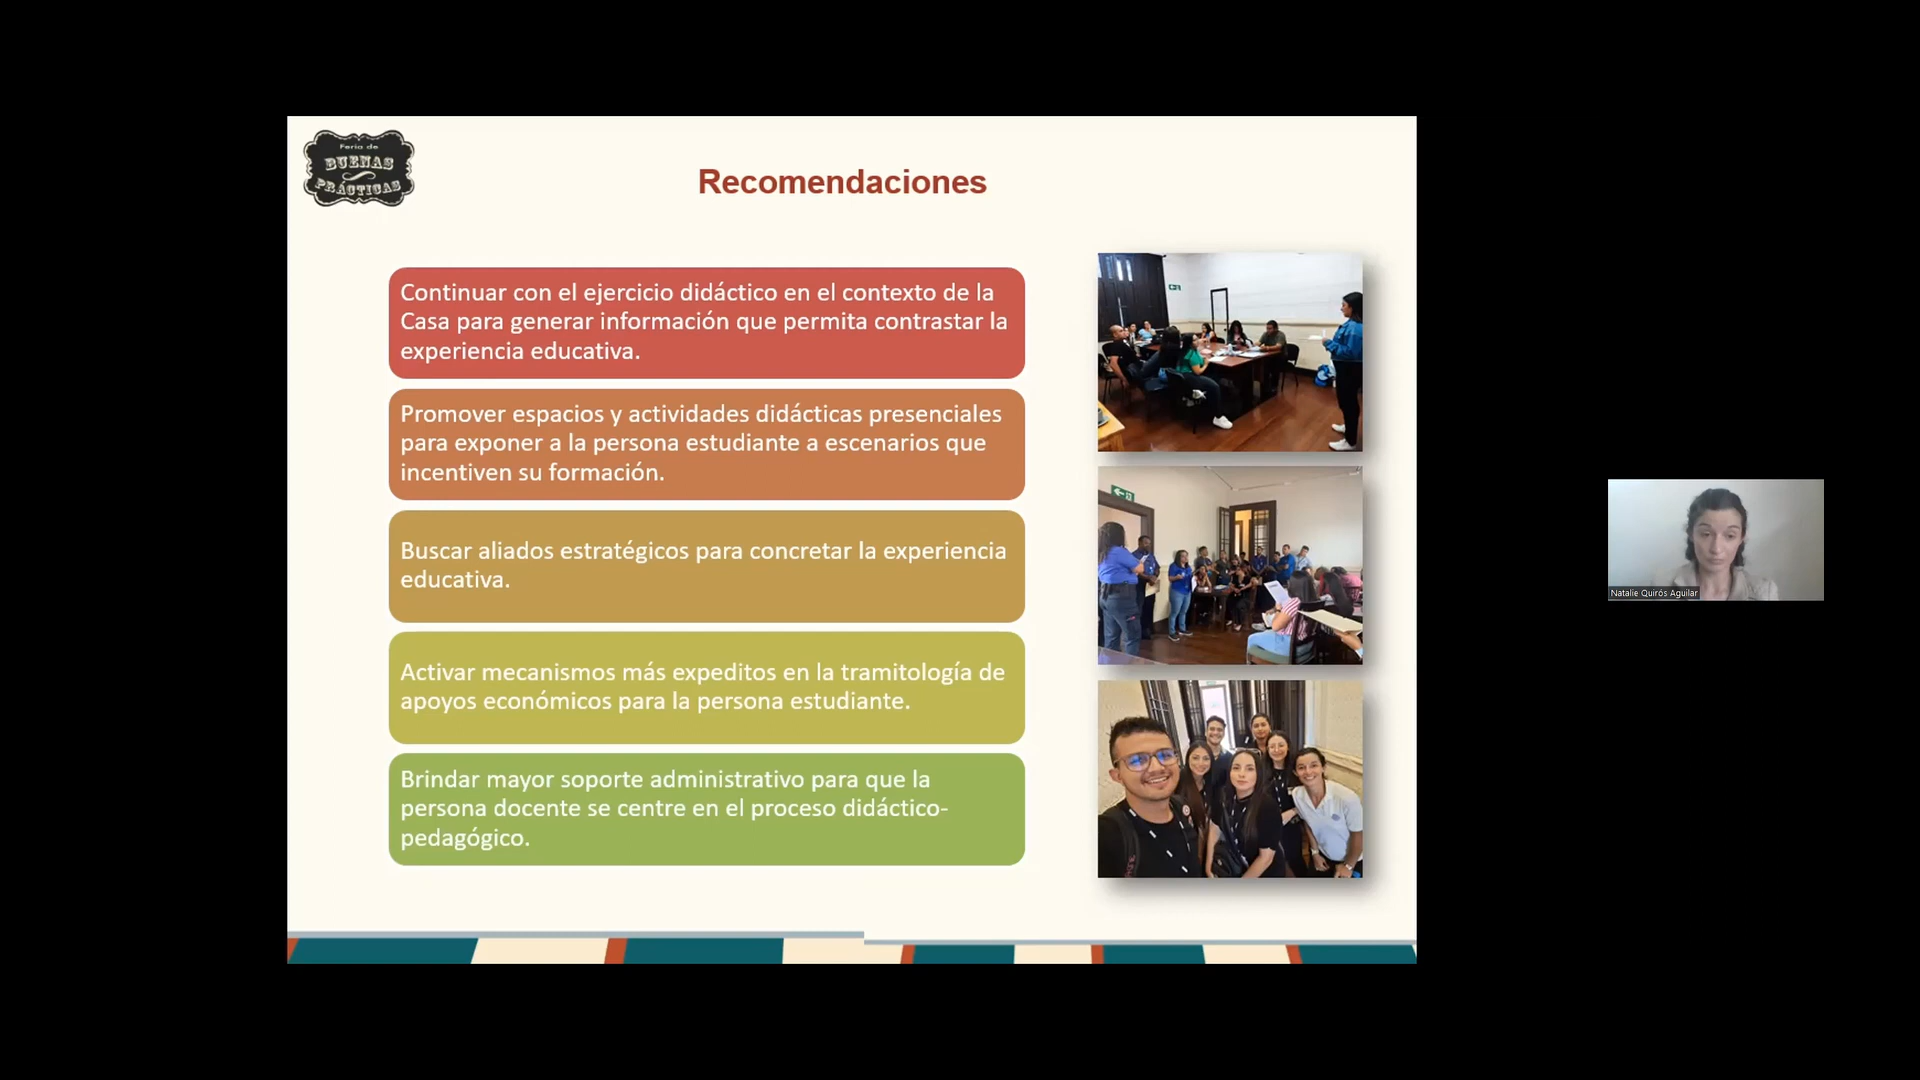 Feria de
BUENAS
PRÁCTICAS
Recomendaciones
Continuar con el ejercicio didáctico en el contexto de la
Casa para generar información que permita contrastar la
experiencia educativa.
Promover espacios y actividades didácticas presenciales
para exponer a la persona estudiante a escenarios que
incentiven su formación.
Buscar aliados estratégicos para concretar la experiencia
educativa.
Activar mecanismos más expeditos en la tramitología de
apoyos económicos para la persona estudiante.
Brindar mayor soporte administrativo para que la
persona docente se centre en el proceso didáctico-
pedagógico.
Natalie Quirós Aguilar